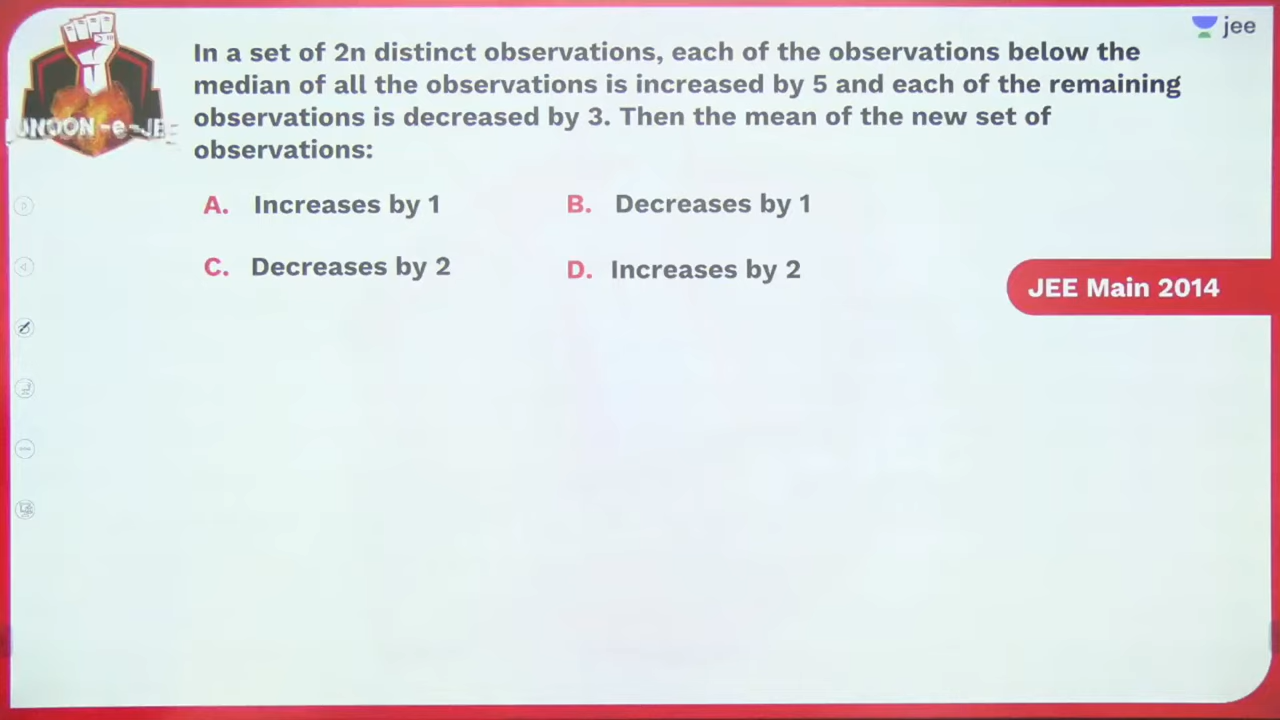 jee
In a set of 2n distinct observations, each of the observations below the
median of all the observations is increased by 5 and each of the remaining
observations is decreased by 3. Then the mean of the new set of
observations:
JUNOON-e-JEE
A. Increases by 1
B. Decreases by 1
C. Decreases by 2
D. Increases by 2
JEE Main 2014